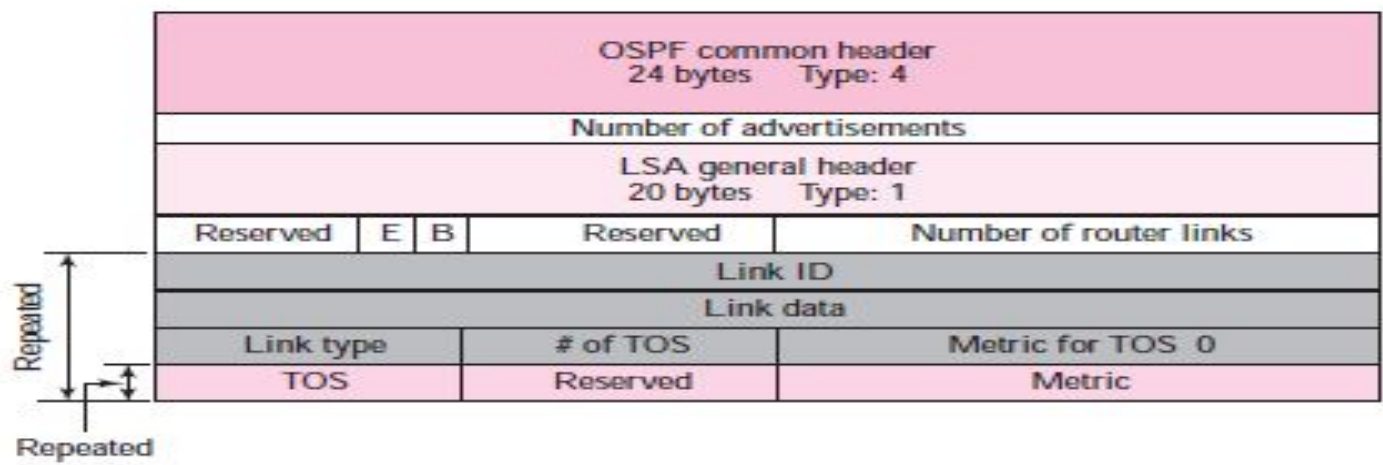 OSPF common header
24 bytes Type: 4
Number of advertisements
LSA general header
20 bytes Type: 1
Reserved E B Reserved Number of router links
Link ID
Link data
Link type # of TOS Metric for TOS 0
TOS Reserved Metric
Repeated
Repeated